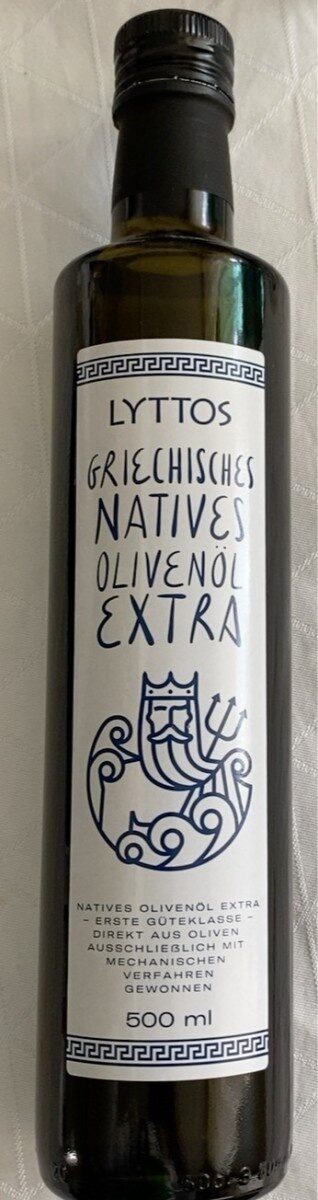 LYTTOS
GRIECHISCHES
NATIVES
OLIVENÖL
EXTRA
NATIVES OLIVENÖL EXTRA
– ERSTE GÜTEKLASSE –
DIREKT AUS OLIVEN
AUSSCHLIEẞLICH MIT
MECHANISCHEN
VERFAHREN
GEWONNEN
500 ml